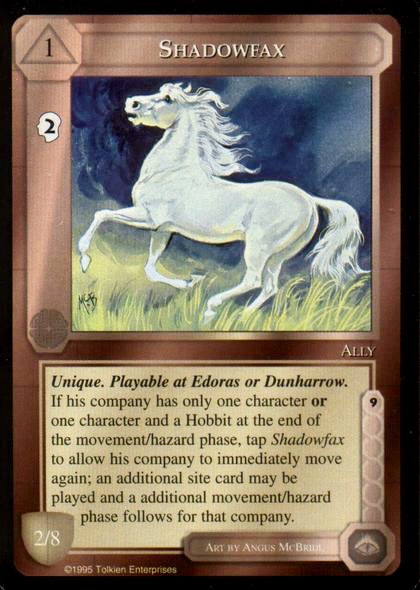 1
SHADOWFAX
2
McB
ALLY
Unique. Playable at Edoras or Dunharrow.
If his company has only one character or
one character and a Hobbit at the end of
the movement/hazard phase, tap Shadowfax
to allow his company to immediately move
again; an additional site card may be
played and a additional movement/hazard
phase follows for that company.
9
2/8
ART BY ANGUS MCBRIDE
©1995 Tolkien Enterprises